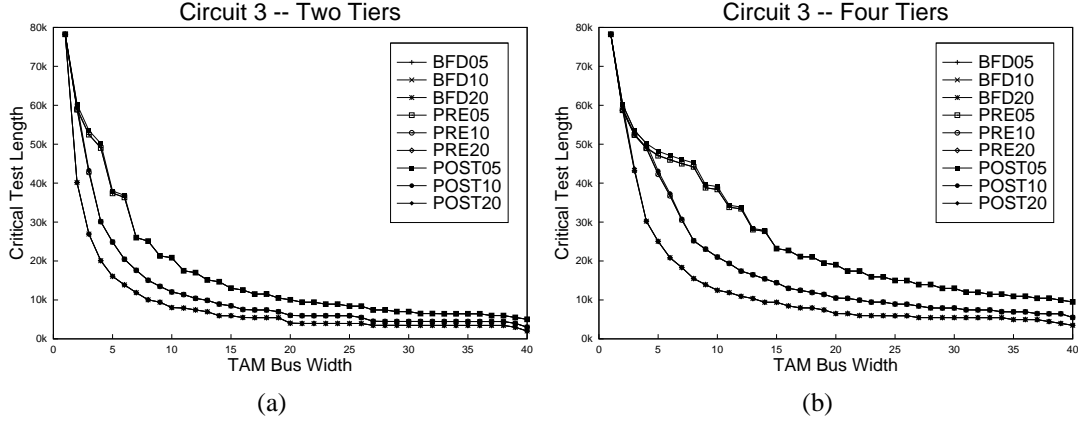 Circuit 3 -- Two Tiers
80k
70k
60k
50k
40k
30k
20k
10k
0k
Critical Test Length
0 5 10 15 20 25 30 35 40
TAM Bus Width
BFD05
BFD10
BFD20
PRE05
PRE10
PRE20
POST05
POST10
POST20
(a)
Circuit 3 -- Four Tiers
80k
70k
60k
50k
40k
30k
20k
10k
0k
Critical Test Length
0 5 10 15 20 25 30 35 40
TAM Bus Width
BFD05
BFD10
BFD20
PRE05
PRE10
PRE20
POST05
POST10
POST20
(b)